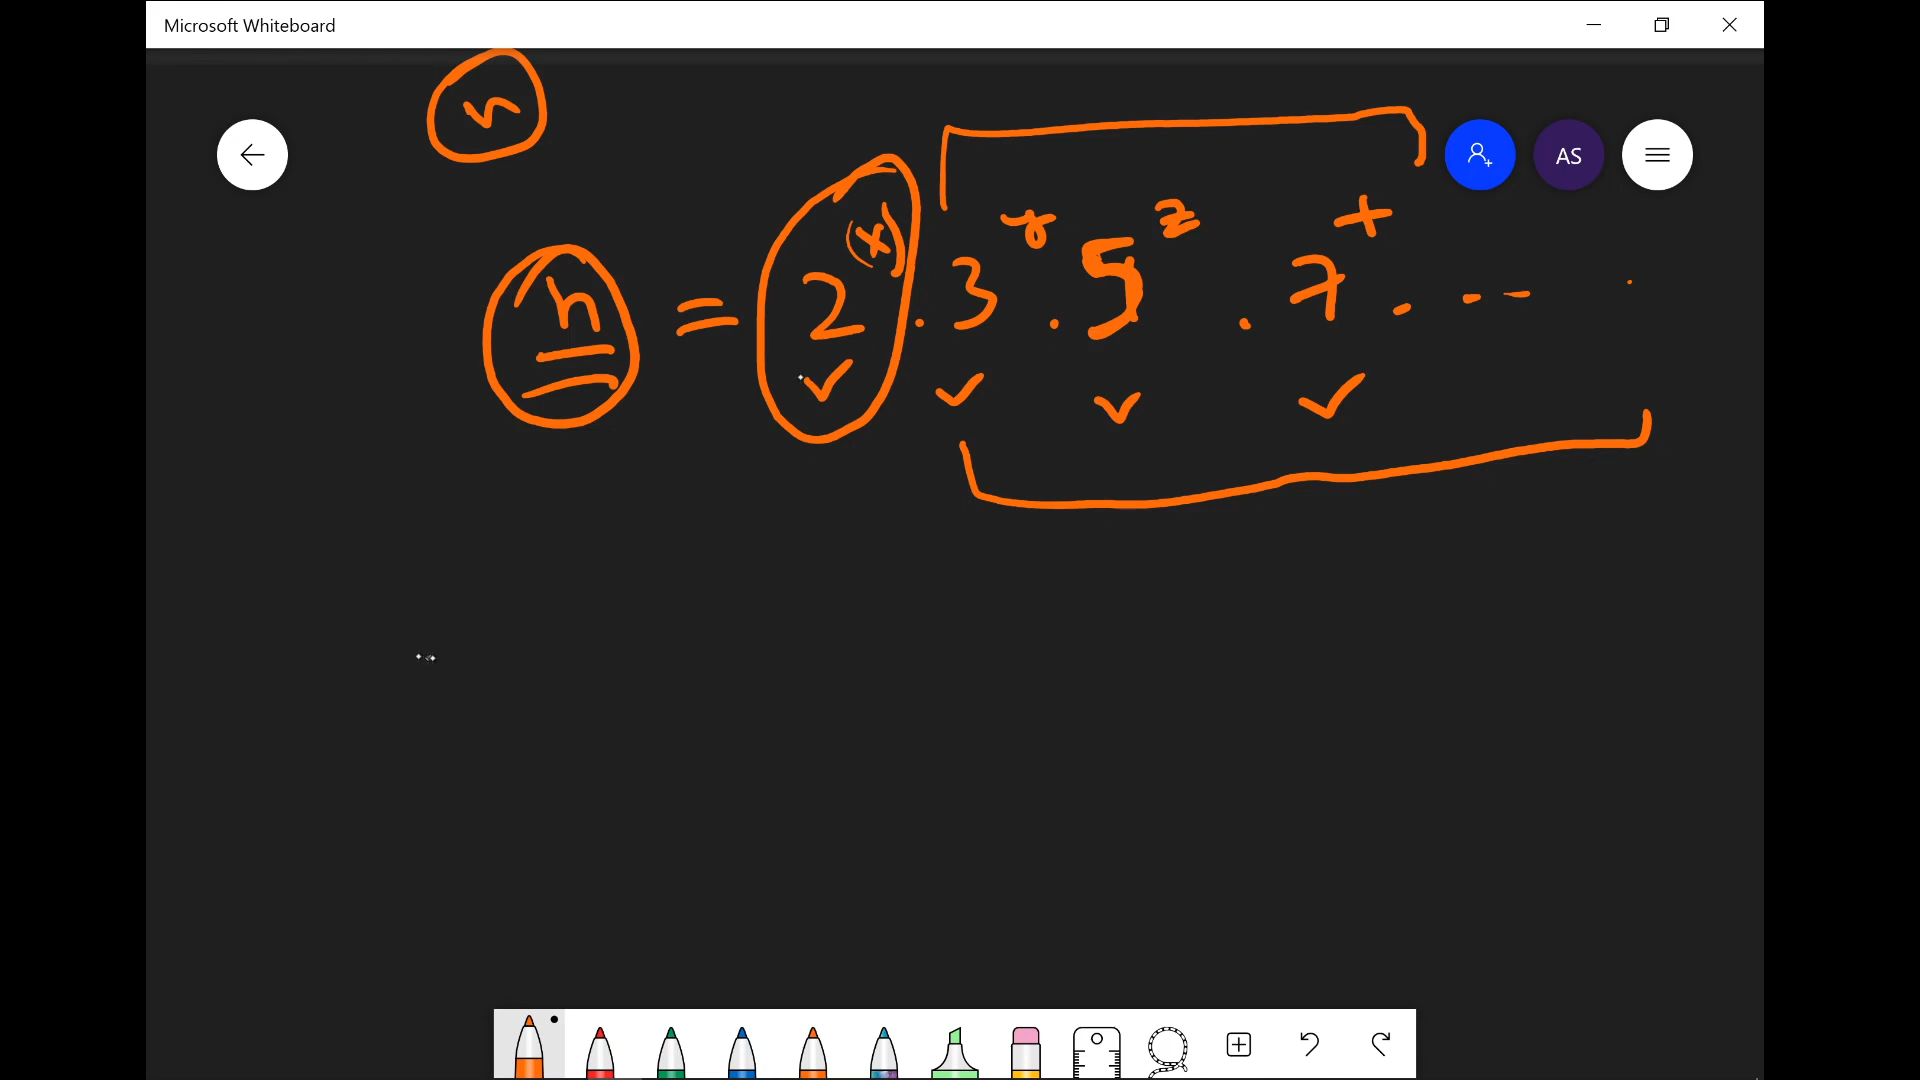 Microsoft Whiteboard
n
AS
n = 2^(x) . 3^y . 5^z . 7^t . -- .